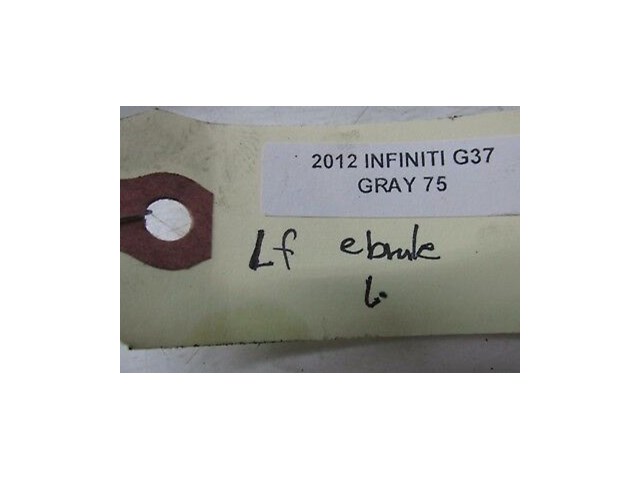 2012 INFINITI G37
GRAY 75
Lf ebrake